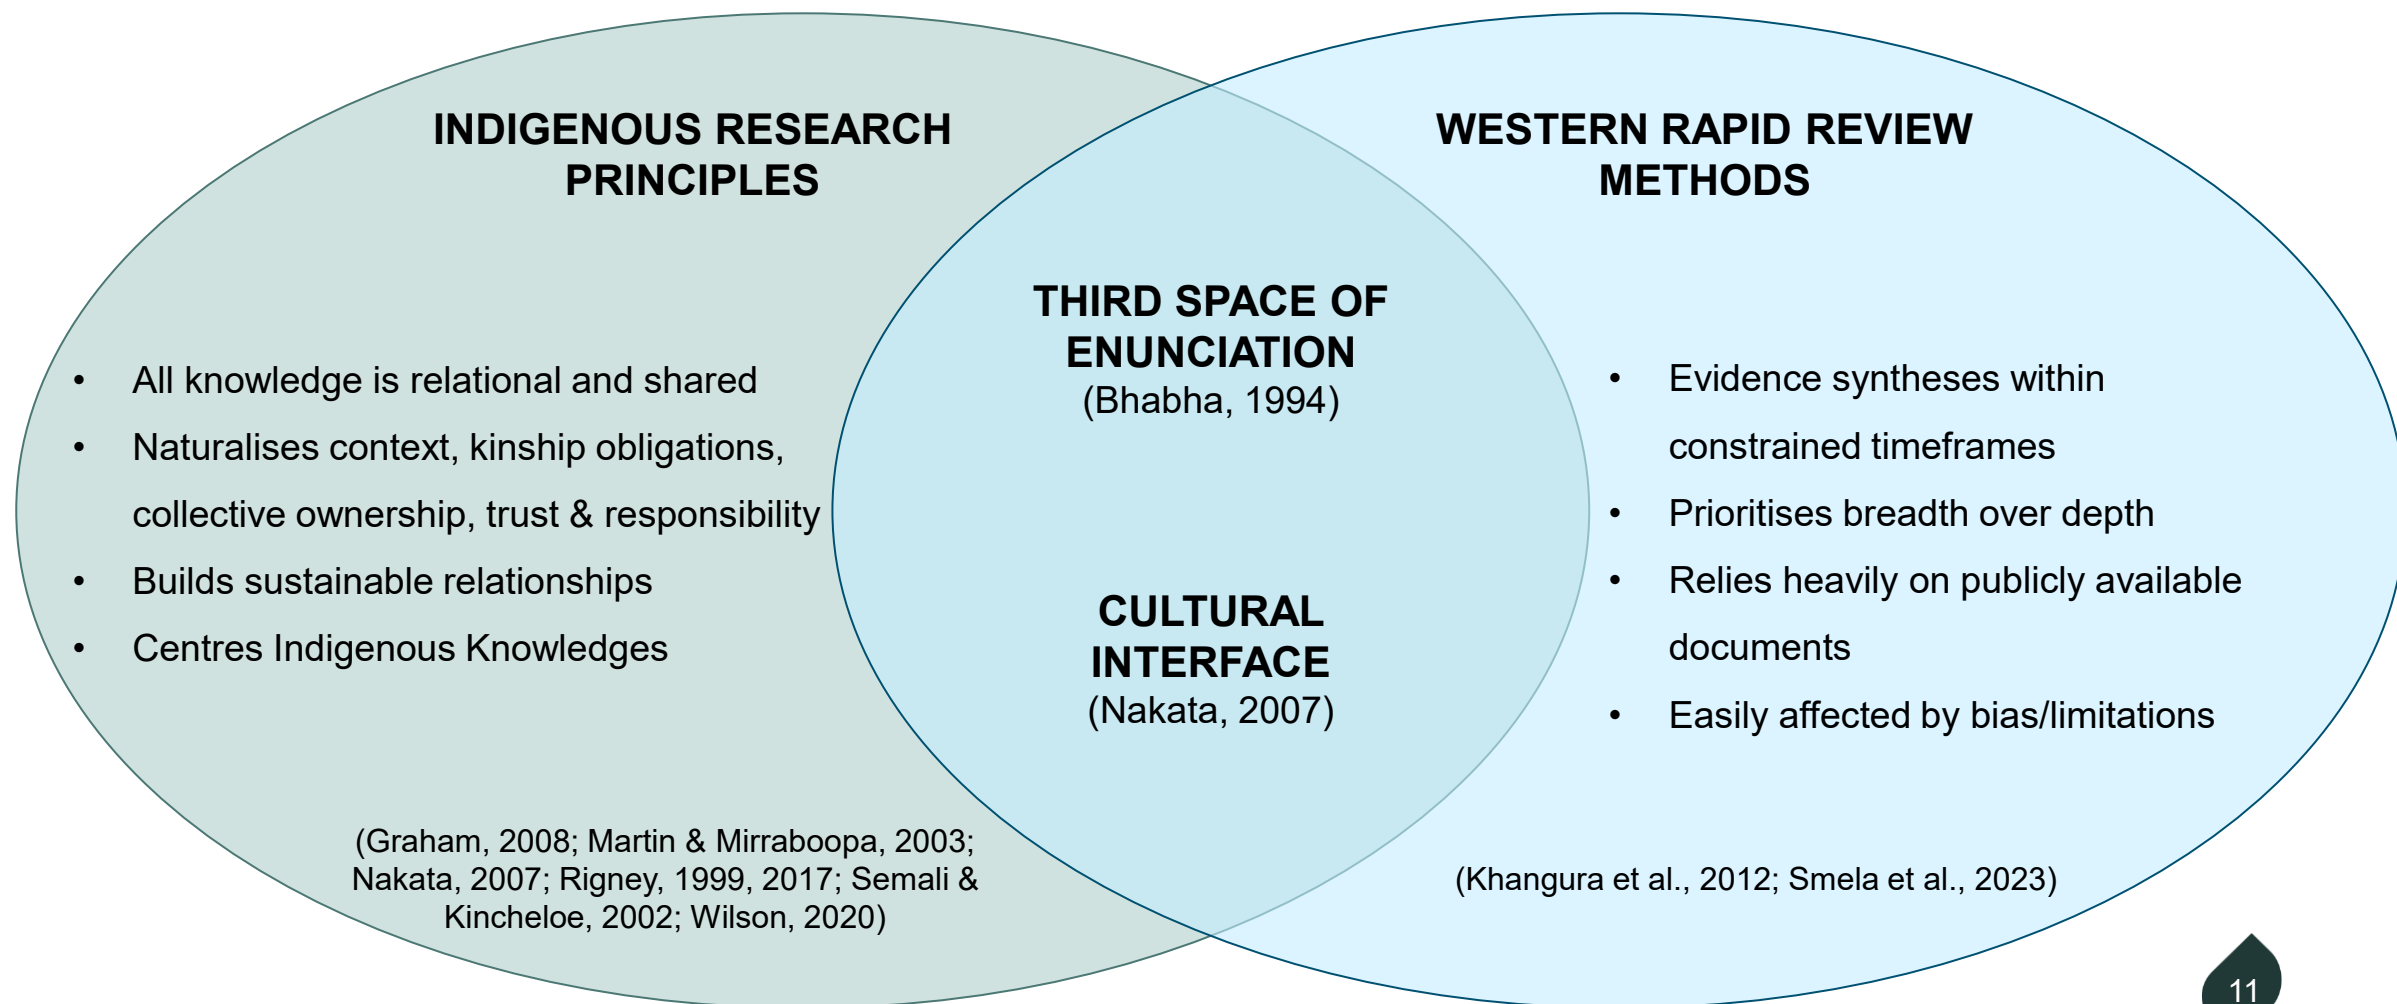 INDIGENOUS RESEARCH
PRINCIPLES
• All knowledge is relational and shared
• Naturalises context, kinship obligations,
collective ownership, trust & responsibility
• Builds sustainable relationships
• Centres Indigenous Knowledges
(Graham, 2008; Martin & Mirraboopa, 2003;
Nakata, 2007; Rigney, 1999, 2017; Semali &
Kincheloe, 2002; Wilson, 2020)
THIRD SPACE OF
ENUNCIATION
(Bhabha, 1994)
CULTURAL
INTERFACE
(Nakata, 2007)
WESTERN RAPID REVIEW
METHODS
• Evidence syntheses within
constrained timeframes
• Prioritises breadth over depth
• Relies heavily on publicly available
documents
• Easily affected by bias/limitations
(Khangura et al., 2012; Smela et al., 2023)
11